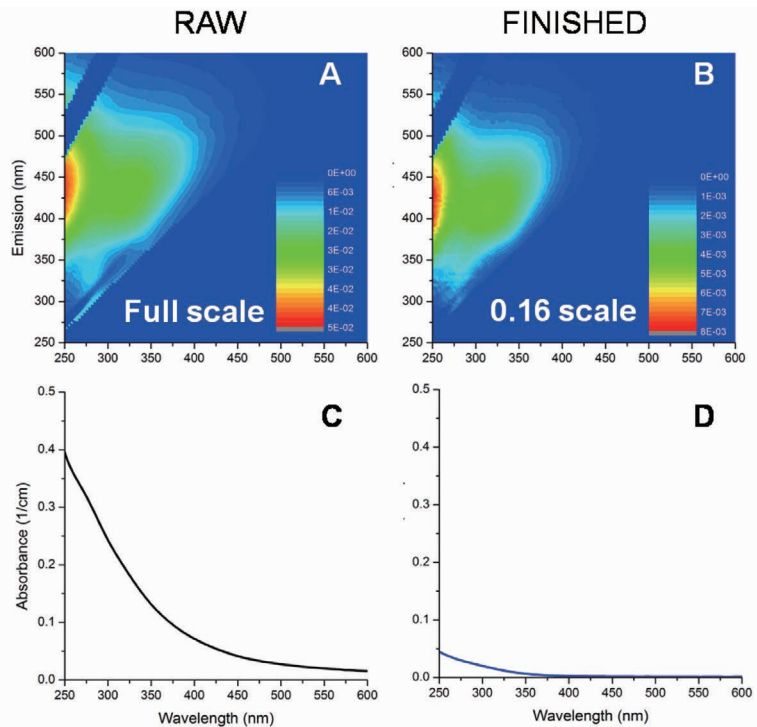 RAW
FINISHED
A
B
Emission (nm)
600
550
500
450
400
350
300
250
0E+00
6E-03
1E-02
2E-02
2E-02
3E-02
3E-02
4E-02
4E-02
5E-02
Full scale
250 300 350 400 450 500 550 600
600
550
500
450
400
350
300
250
0E+00
1E-03
2E-03
3E-03
4E-03
5E-03
6E-03
7E-03
8E-03
0.16 scale
250 300 350 400 450 500 550 600
C
D
Absorbance (1/cm)
0.5
0.4
0.3
0.2
0.1
0.0
250 300 350 400 450 500 550 600
Wavelength (nm)
0.5
0.4
0.3
0.2
0.1
0.0
250 300 350 400 450 500 550 600
Wavelength (nm)